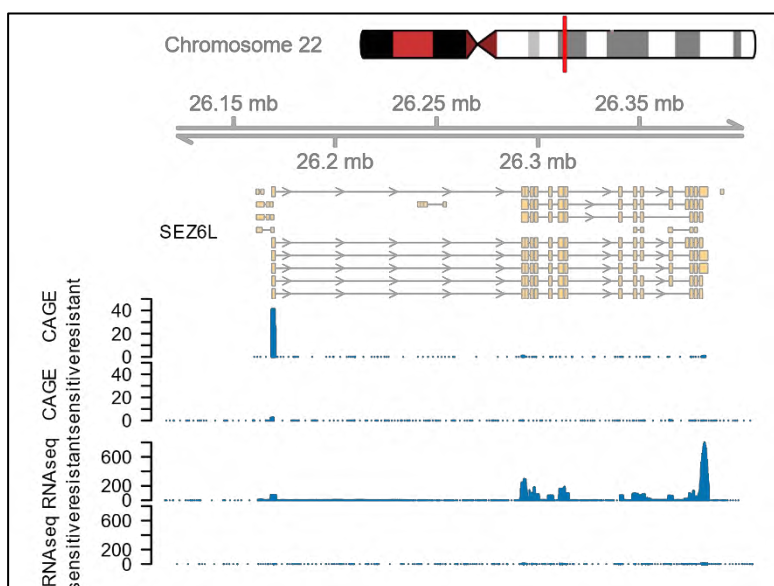 Chromosome 22
26.15 mb
26.25 mb
26.35 mb
26.2 mb
26.3 mb
SEZ6L
CAGE
resistant
40
20
0
CAGE
sensitive
40
20
0
RNAseq
resistant
600
200
0
RNAseq
sensitive
600
200
0